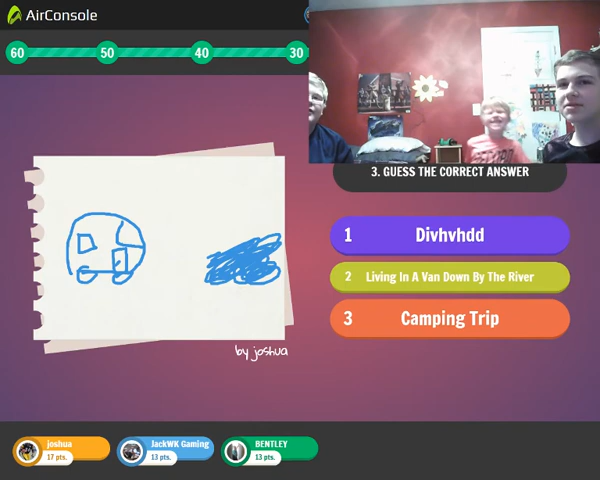 AirConsole
60 50 40 30
3. GUESS THE CORRECT ANSWER
1 Divhvhdd
2 Living In A Van Down By The River
3 Camping Trip
by joshua
joshua JackWK Gaming BENTLEY
17 pts. 13 pts. 13 pts.